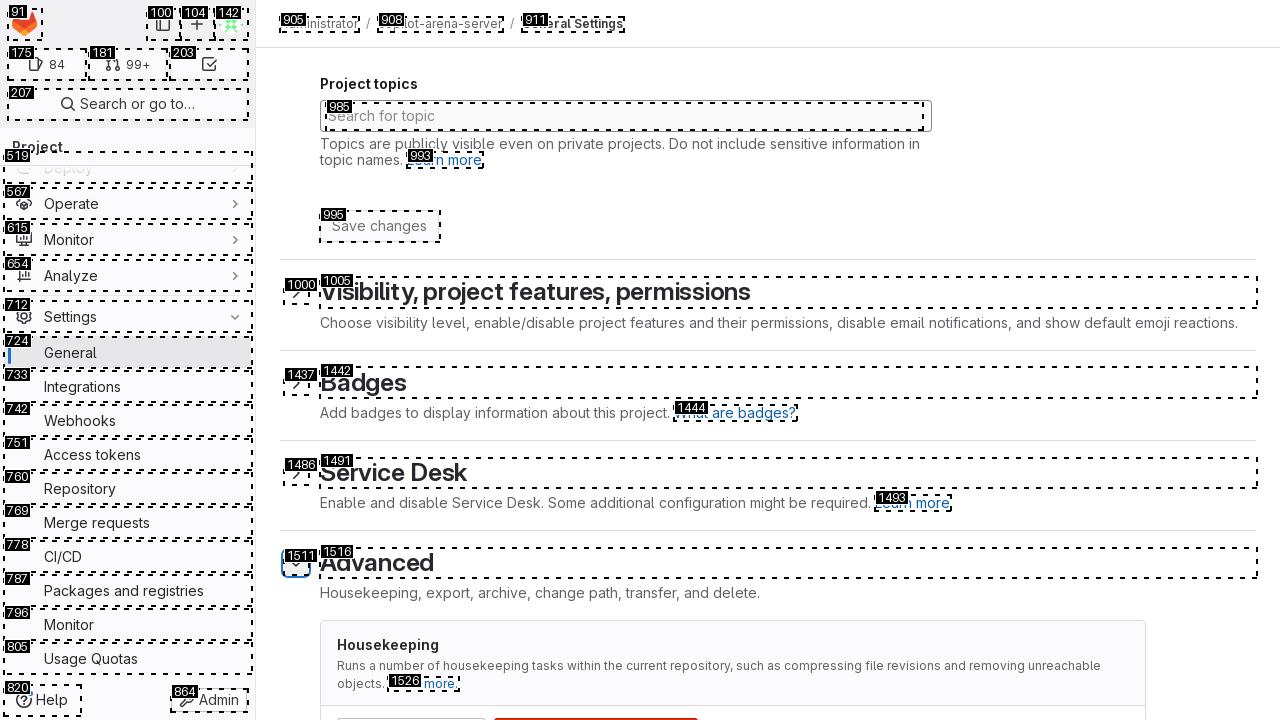 91
100
104
142
905
908
911
/
/
General Settings
175
84
181
99+
203
207
Search or go to…
Project
519
Deploy
567
Operate
615
Monitor
654
Analyze
712
Settings
724
General
733
Integrations
742
Webhooks
751
Access tokens
760
Repository
769
Merge requests
778
CI/CD
787
Packages and registries
796
Monitor
805
Usage Quotas
820
Help
864
Admin
Project topics
985
Search for topic
Topics are publicly visible even on private projects. Do not include sensitive information in
topic names. 993 Learn more.
995
Save changes
1000
1005
Visibility, project features, permissions
Choose visibility level, enable/disable project features and their permissions, disable email notifications, and show default emoji reactions.
1437
1442
Badges
Add badges to display information about this project. 1444 What are badges?
1486
1491
Service Desk
Enable and disable Service Desk. Some additional configuration might be required. 1493 Learn more.
1511
1516
Advanced
Housekeeping, export, archive, change path, transfer, and delete.
Housekeeping
Runs a number of housekeeping tasks within the current repository, such as compressing file revisions and removing unreachable
objects. 1526 more.